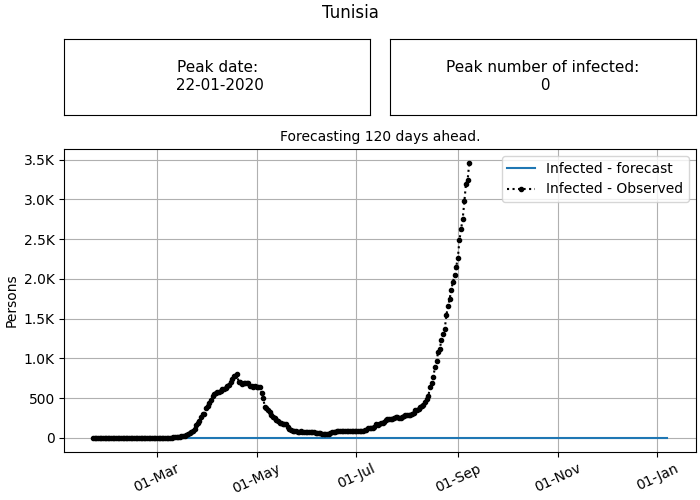 Tunisia
Peak date:
22-01-2020
Peak number of infected:
0
Forecasting 120 days ahead.
3.5K
3.0K
2.5K
2.0K
1.5K
1.0K
500
0
Persons
Infected - forecast
Infected - Observed
01-Mar
01-May
01-Jul
01-Sep
01-Nov
01-Jan